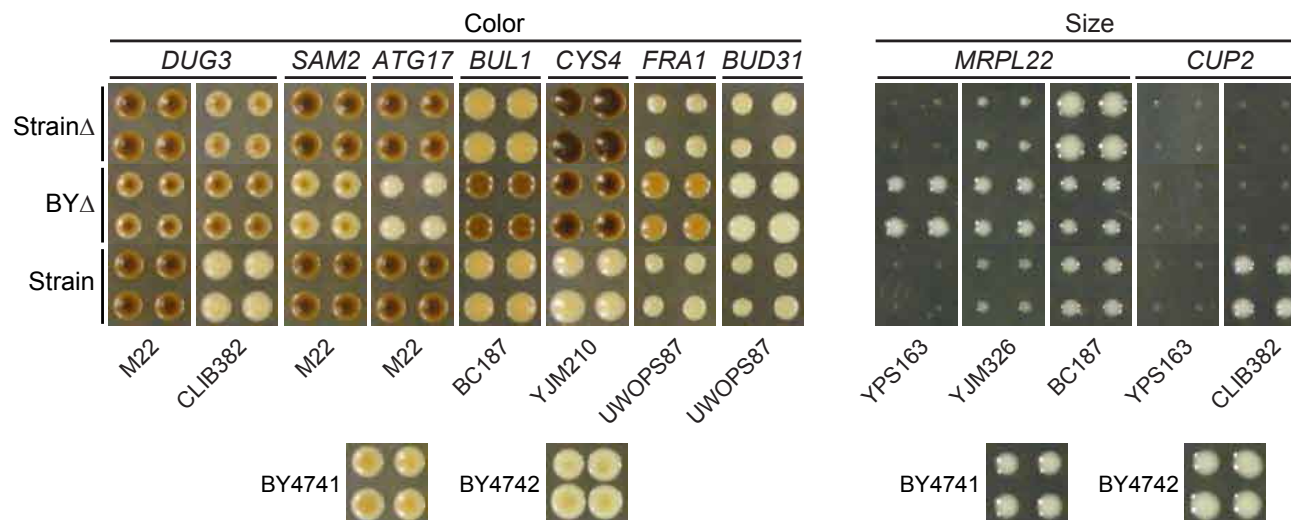 Color
Size
DUG3 SAM2 ATG17 BUL1 CYS4 FRA1 BUD31
MRPL22 CUP2
StrainΔ
BYΔ
Strain
M22 CLIB382 M22 M22 BC187 YJM210 UWOPS87 UWOPS87
YPS163 YJM326 BC187 YPS163 CLIB382
BY4741 BY4742
BY4741 BY4742